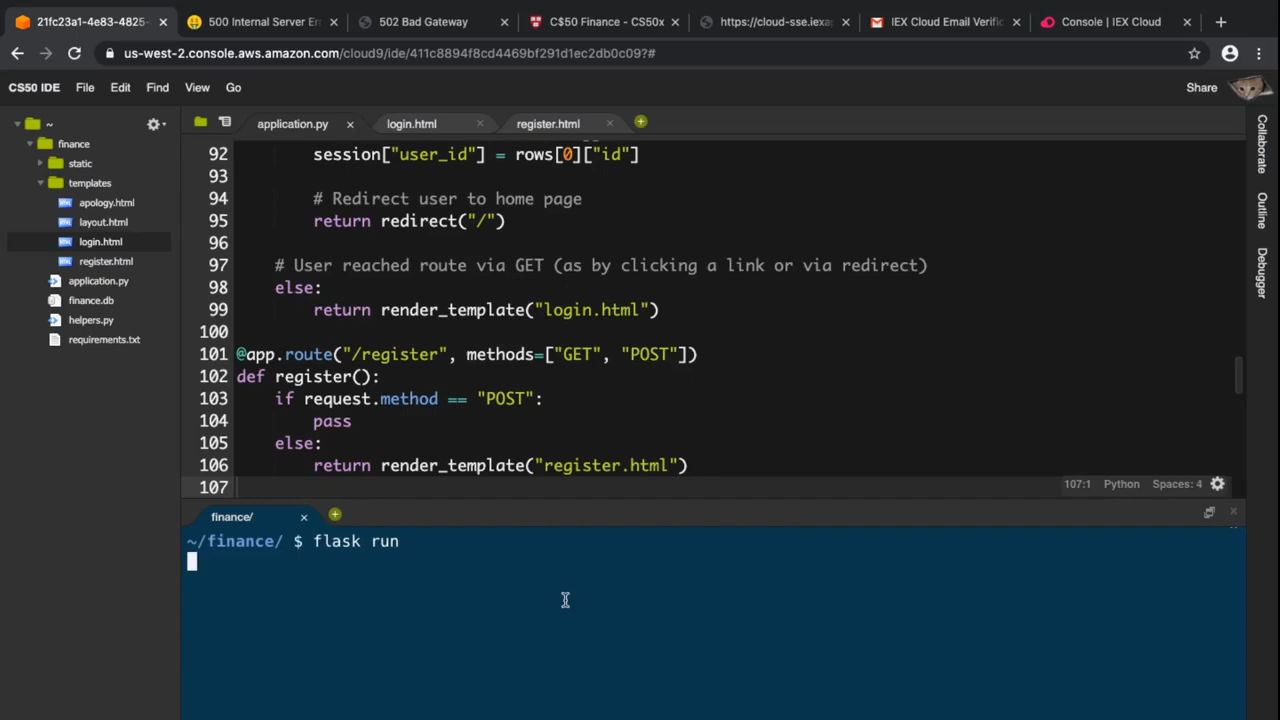 21fc23a1-4e83-4825-
500 Internal Server Er
502 Bad Gateway
C$50 Finance - CS50x
https://cloud-sse.iexa
IEX Cloud Email Verific
Console | IEX Cloud
us-west-2.console.aws.amazon.com/cloud9/ide/411c8894f8cd4469bf291d1ec2db0c09?#
CS50 IDE File Edit Find View Go Share
~
finance
static
templates
apology.html
layout.html
login.html
register.html
application.py
finance.db
helpers.py
requirements.txt
application.py login.html register.html
92 session["user_id"] = rows[0]["id"]
93
94 # Redirect user to home page
95 return redirect("/")
96
97 # User reached route via GET (as by clicking a link or via redirect)
98 else:
99 return render_template("login.html")
100
101 @app.route("/register", methods=["GET", "POST"])
102 def register():
103 if request.method == "POST":
104 pass
105 else:
106 return render_template("register.html")
107
107:1 Python Spaces: 4
finance/
~/finance/ $ flask run
Collaborate
Outline
Debugger